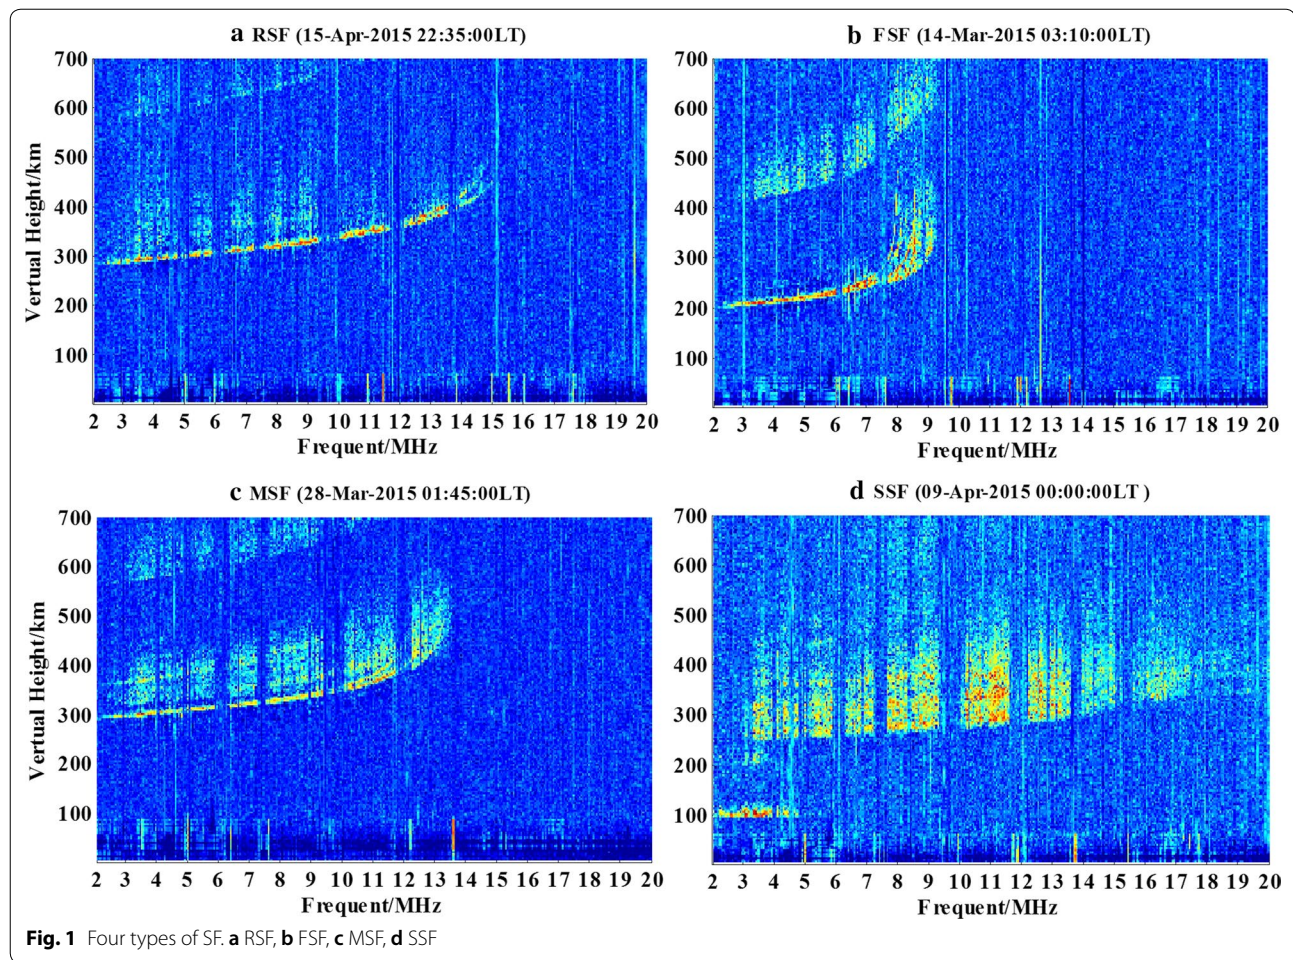 a RSF (15-Apr-2015 22:35:00LT)
700
600
500
400
300
200
100
Vertual Height/km
2 3 4 5 6 7 8 9 10 11 12 13 14 15 16 17 18 19 20
Frequent/MHz
b FSF (14-Mar-2015 03:10:00LT)
700
600
500
400
300
200
100
2 3 4 5 6 7 8 9 10 11 12 13 14 15 16 17 18 19 20
Frequent/MHz
c MSF (28-Mar-2015 01:45:00LT)
700
600
500
400
300
200
100
Vertual Height/km
2 3 4 5 6 7 8 9 10 11 12 13 14 15 16 17 18 19 20
Frequent/MHz
d SSF (09-Apr-2015 00:00:00LT )
700
600
500
400
300
200
100
2 3 4 5 6 7 8 9 10 11 12 13 14 15 16 17 18 19 20
Frequent/MHz
Fig. 1 Four types of SF. a RSF, b FSF, c MSF, d SSF